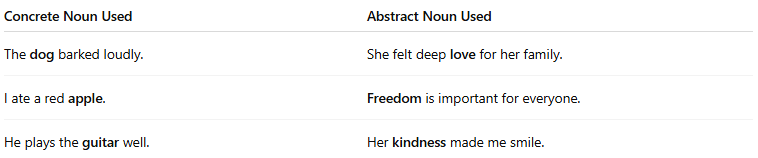 Concrete Noun Used Abstract Noun Used
The dog barked loudly. She felt deep love for her family.
I ate a red apple. Freedom is important for everyone.
He plays the guitar well. Her kindness made me smile.